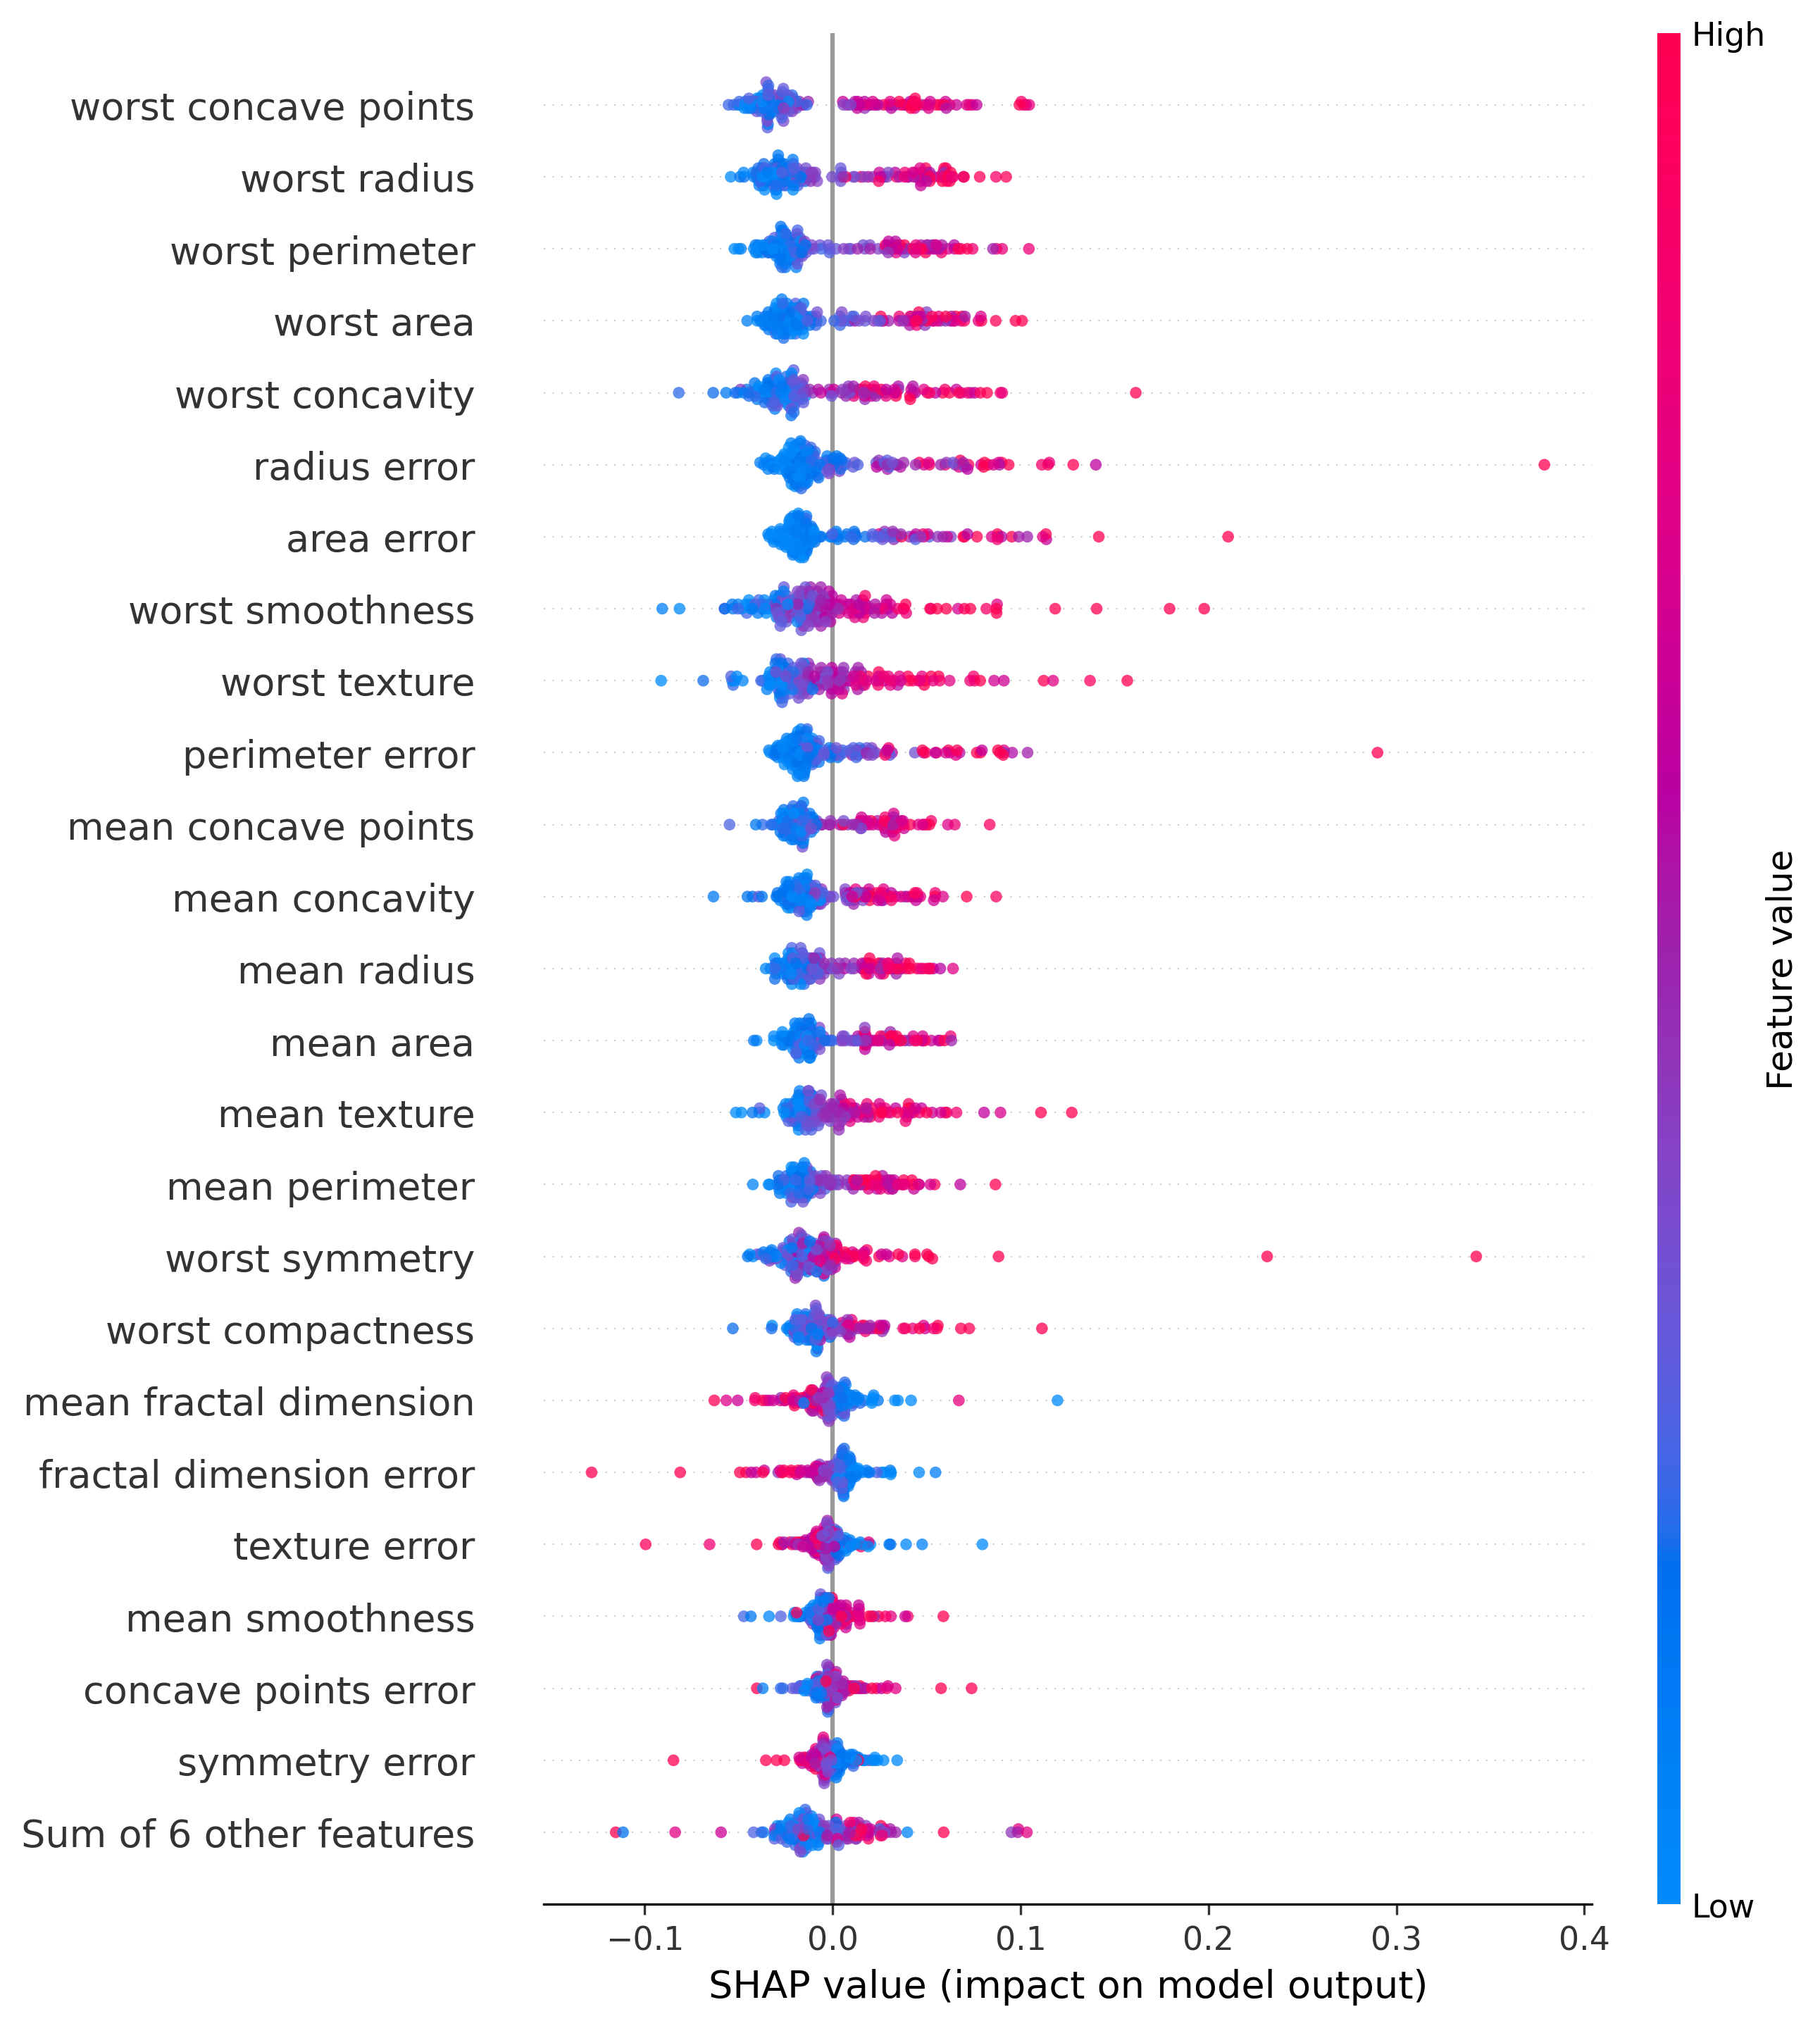 High
worst concave points
worst radius
worst perimeter
worst area
worst concavity
radius error
area error
worst smoothness
worst texture
perimeter error
mean concave points
mean concavity
mean radius
mean area
mean texture
mean perimeter
worst symmetry
worst compactness
mean fractal dimension
fractal dimension error
texture error
mean smoothness
concave points error
symmetry error
Sum of 6 other features
Feature value
Low
−0.1 0.0 0.1 0.2 0.3 0.4
SHAP value (impact on model output)